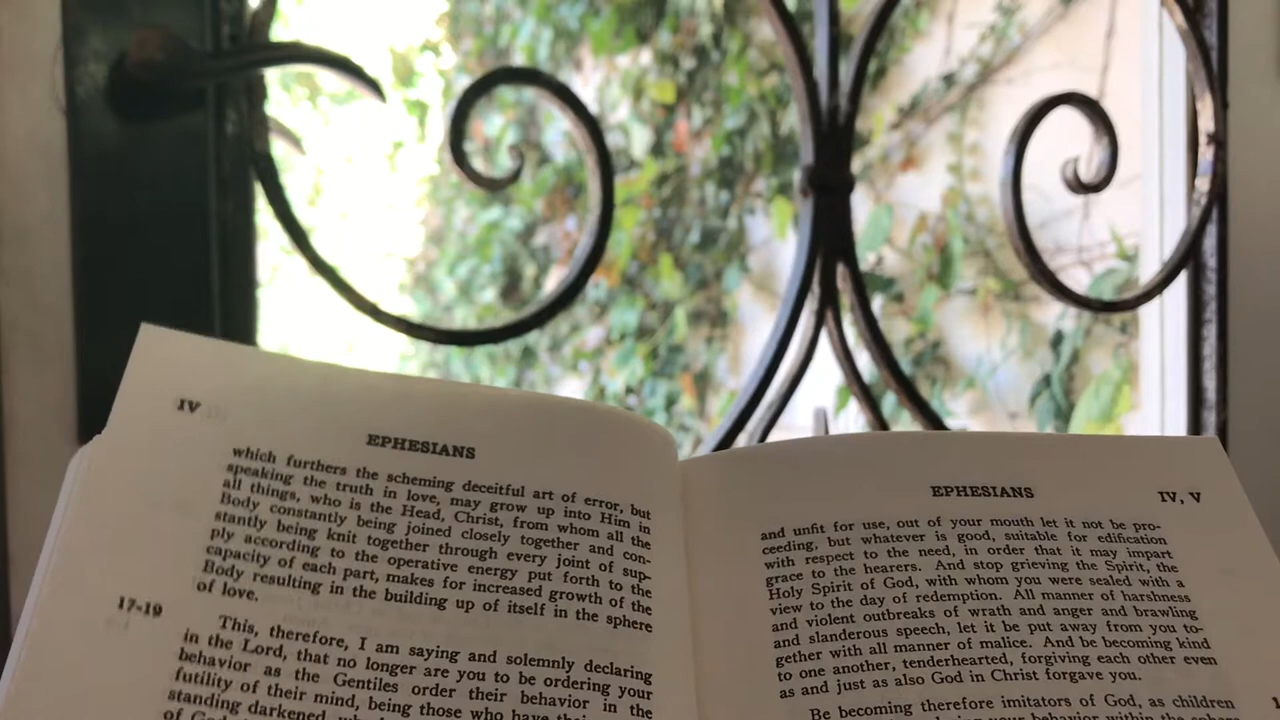 IV
EPHESIANS
which furthers the scheming deceitful art of error, but
speaking the truth in love, may grow up into Him in
all things, who is the Head, Christ, from whom all the
Body constantly being joined closely together and con-
stantly being knit together through every joint of sup-
ply according to the operative energy put forth to the
capacity of each part, makes for increased growth of the
Body resulting in the building up of itself in the sphere
of love.
17-19
This, therefore, I am saying and solemnly declaring
in the Lord, that no longer are you to be ordering your
behavior as the Gentiles order their behavior in the
futility of their mind, being those who have their
standing darkened,
of God
EPHESIANS
IV, V
and unfit for use, out of your mouth let it not be pro-
ceeding, but whatever is good, suitable for edification
with respect to the need, in order that it may impart
grace to the hearers. And stop grieving the Spirit, the
Holy Spirit of God, with whom you were sealed with a
view to the day of redemption. All manner of harshness
and violent outbreaks of wrath and anger and brawling
and slanderous speech, let it be put away from you to-
gether with all manner of malice. And be becoming kind
to one another, tenderhearted, forgiving each other even
as and just as also God in Christ forgave you.
Be becoming therefore imitators of God, as children
your behavior within the sphere